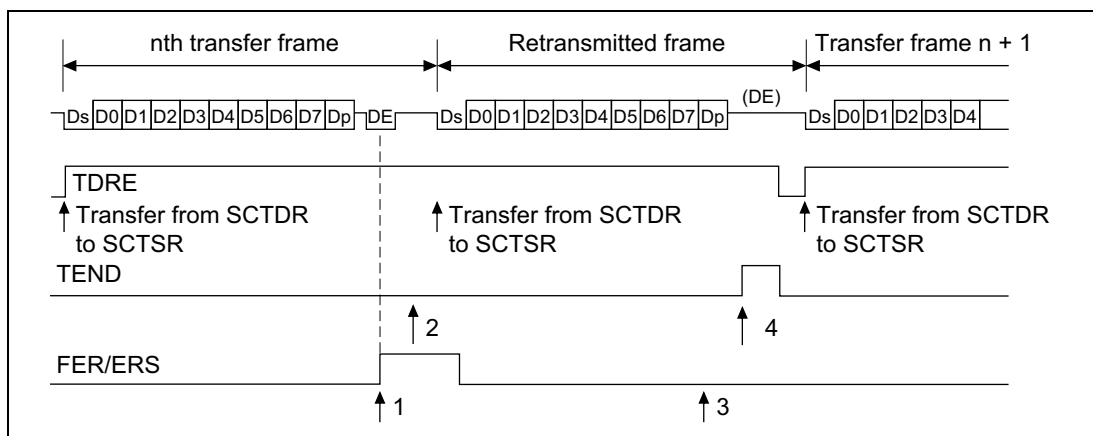 nth transfer frame
Retransmitted frame
Transfer frame n + 1
(DE)
Ds D0 D1 D2 D3 D4 D5 D6 D7 Dp DE
Ds D0 D1 D2 D3 D4 D5 D6 D7 Dp
Ds D0 D1 D2 D3 D4
TDRE
Transfer from SCTDR
to SCTSR
Transfer from SCTDR
to SCTSR
Transfer from SCTDR
to SCTSR
TEND
2
4
FER/ERS
1
3